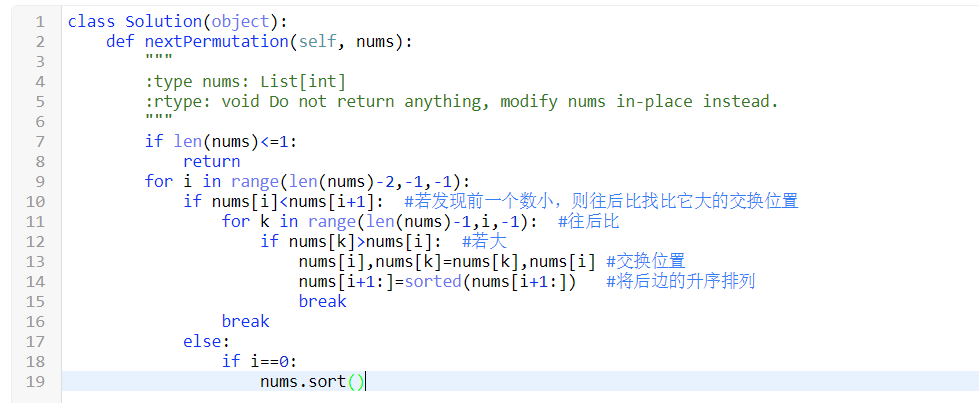 1 class Solution(object):
2     def nextPermutation(self, nums):
3         """
4         :type nums: List[int]
5         :rtype: void Do not return anything, modify nums in-place instead.
6         """
7         if len(nums)<=1:
8             return
9         for i in range(len(nums)-2,-1,-1):
10             if nums[i]<nums[i+1]:  #若发现前一个数小，则往后比找比它大的交换位置
11                 for k in range(len(nums)-1,i,-1):  #往后比
12                     if nums[k]>nums[i]:  #若大
13                         nums[i],nums[k]=nums[k],nums[i] #交换位置
14                         nums[i+1:]=sorted(nums[i+1:])   #将后边的升序排列
15                         break
16                 break
17             else:
18                 if i==0:
19                     nums.sort()